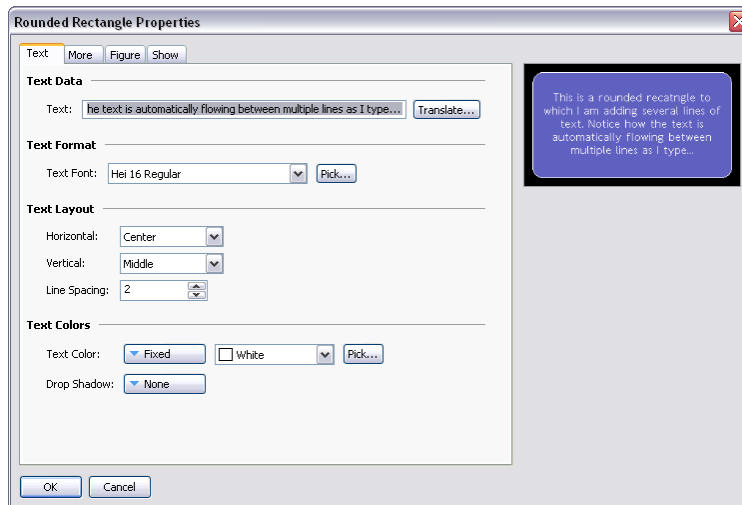 Rounded Rectangle Properties
Text More Figure Show
Text Data
Text: he text is automatically flowing between multiple lines as I type... Translate...
Text Format
Text Font: Hei 16 Regular Pick...
Text Layout
Horizontal: Center
Vertical: Middle
Line Spacing: 2
Text Colors
Text Color: Fixed White Pick...
Drop Shadow: None
OK Cancel
This is a rounded recatngle to
which I am adding several lines of
text. Notice how the text is
automatically flowing between
multiple lines as I type...